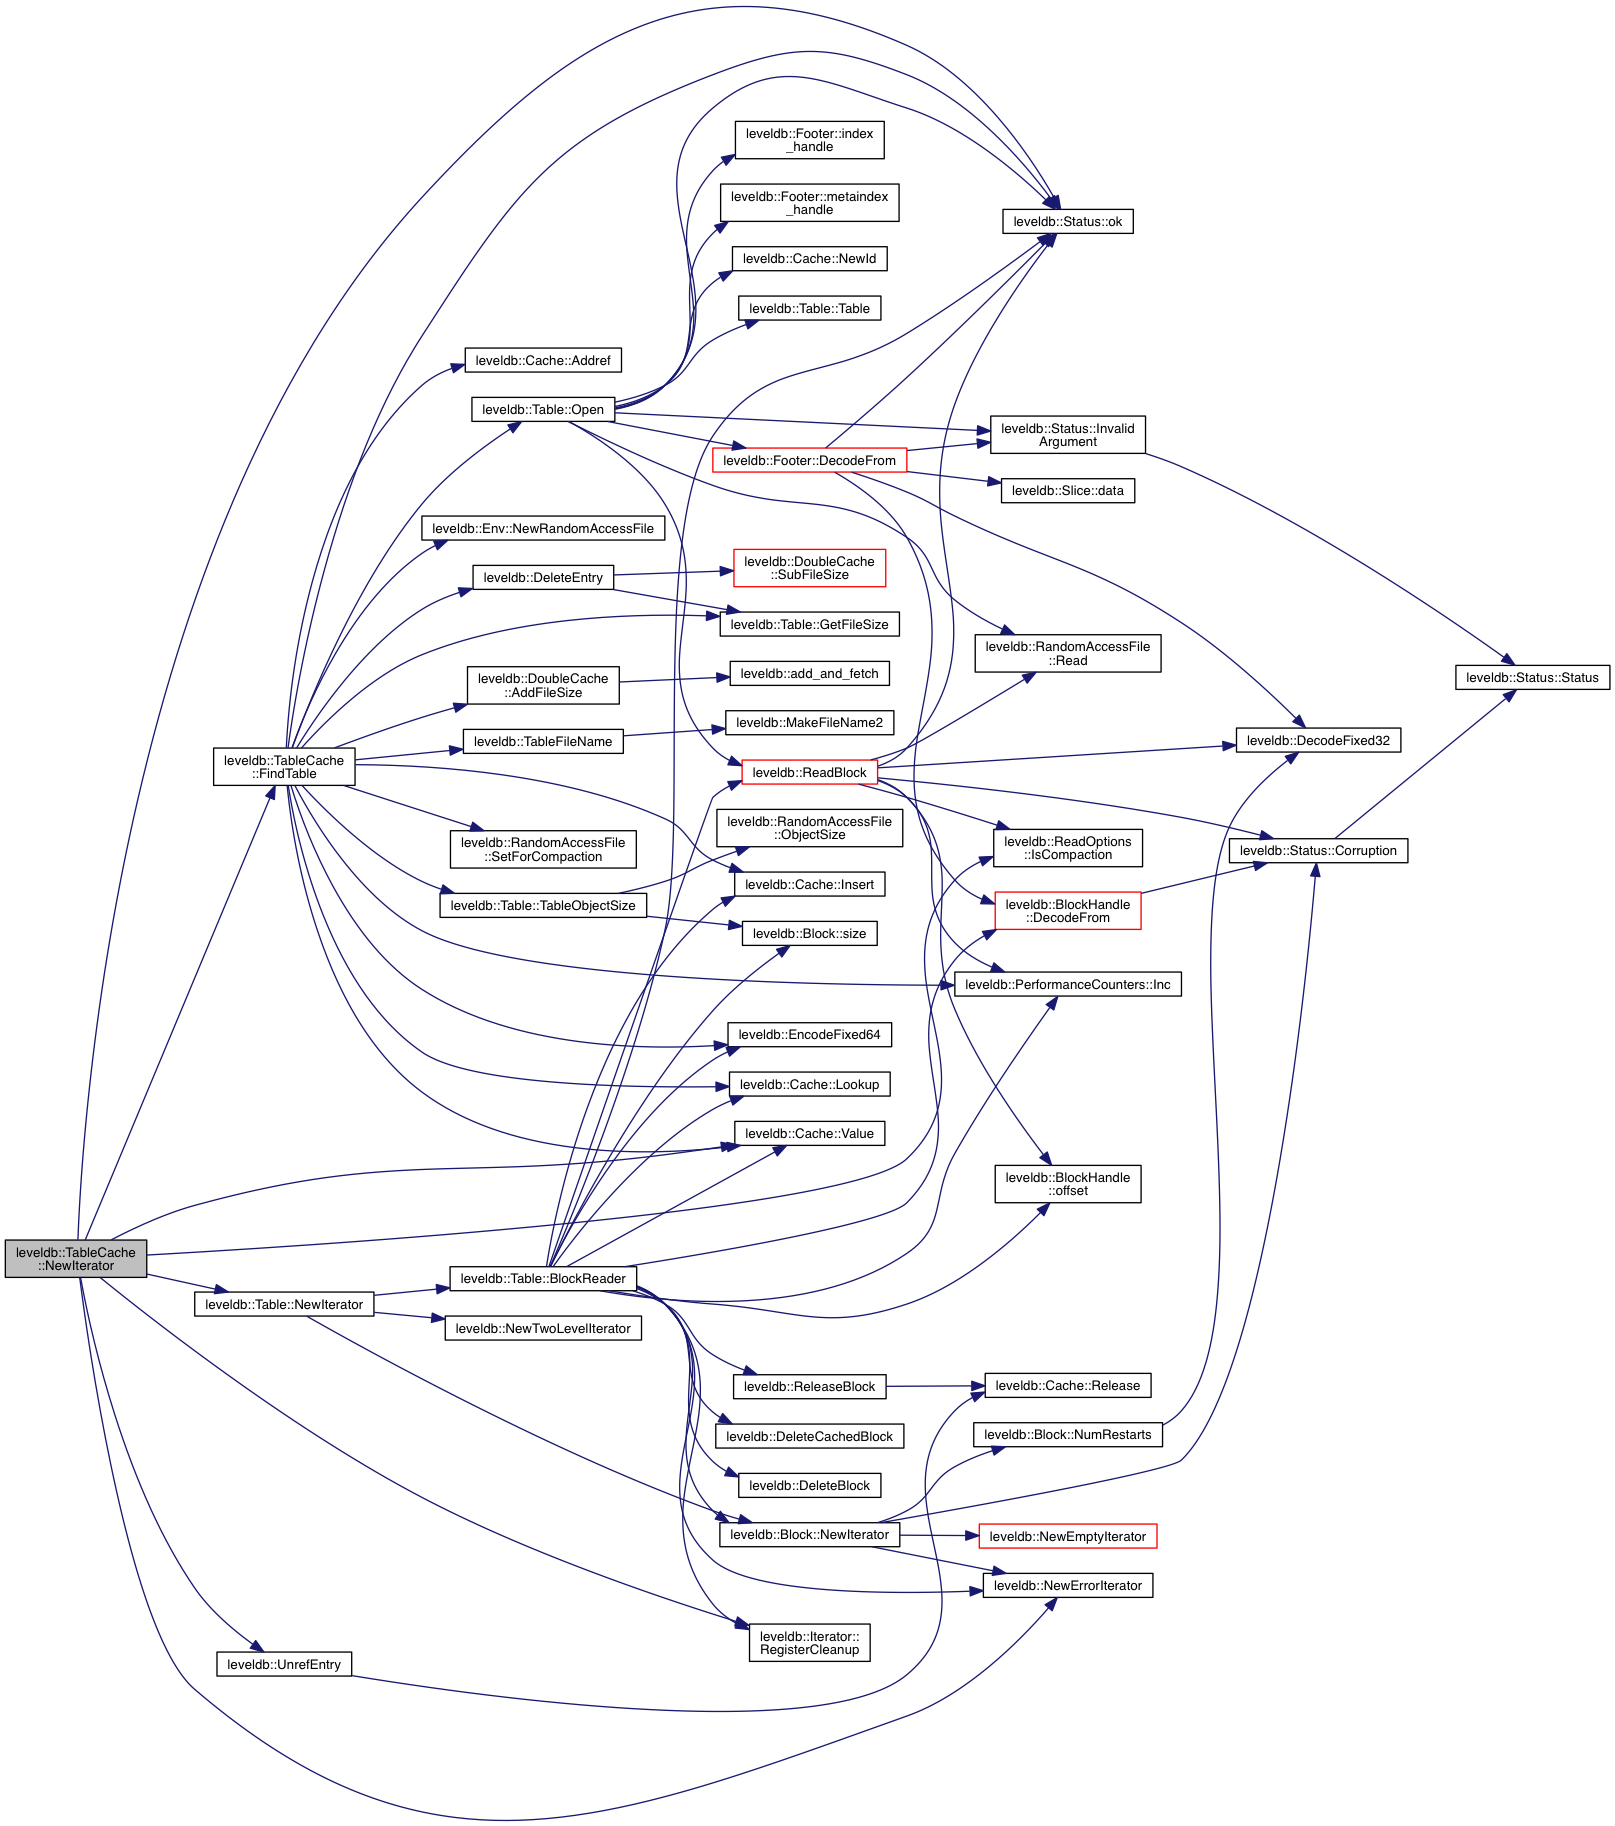 leveldb::Footer::index
_handle
leveldb::Footer::metaindex
_handle
leveldb::Status::ok
leveldb::Cache::NewId
leveldb::Table::Table
leveldb::Cache::Addref
leveldb::Table::Open
leveldb::Status::Invalid
Argument
leveldb::Footer::DecodeFrom
leveldb::Slice::data
leveldb::Env::NewRandomAccessFile
leveldb::DoubleCache
::SubFileSize
leveldb::DeleteEntry
leveldb::Table::GetFileSize
leveldb::RandomAccessFile
::Read
leveldb::add_and_fetch
leveldb::Status::Status
leveldb::DoubleCache
::AddFileSize
leveldb::MakeFileName2
leveldb::TableFileName
leveldb::DecodeFixed32
leveldb::TableCache
::FindTable
leveldb::ReadBlock
leveldb::RandomAccessFile
::ObjectSize
leveldb::RandomAccessFile
::SetForCompaction
leveldb::ReadOptions
::IsCompaction
leveldb::Status::Corruption
leveldb::Cache::Insert
leveldb::Table::TableObjectSize
leveldb::BlockHandle
::DecodeFrom
leveldb::Block::size
leveldb::PerformanceCounters::Inc
leveldb::EncodeFixed64
leveldb::Cache::Lookup
leveldb::Cache::Value
leveldb::BlockHandle
::offset
leveldb::TableCache
::NewIterator
leveldb::Table::BlockReader
leveldb::Table::NewIterator
leveldb::NewTwoLevelIterator
leveldb::ReleaseBlock
leveldb::Cache::Release
leveldb::DeleteCachedBlock
leveldb::Block::NumRestarts
leveldb::DeleteBlock
leveldb::Block::NewIterator
leveldb::NewEmptyIterator
leveldb::NewErrorIterator
leveldb::Iterator::
RegisterCleanup
leveldb::UnrefEntry